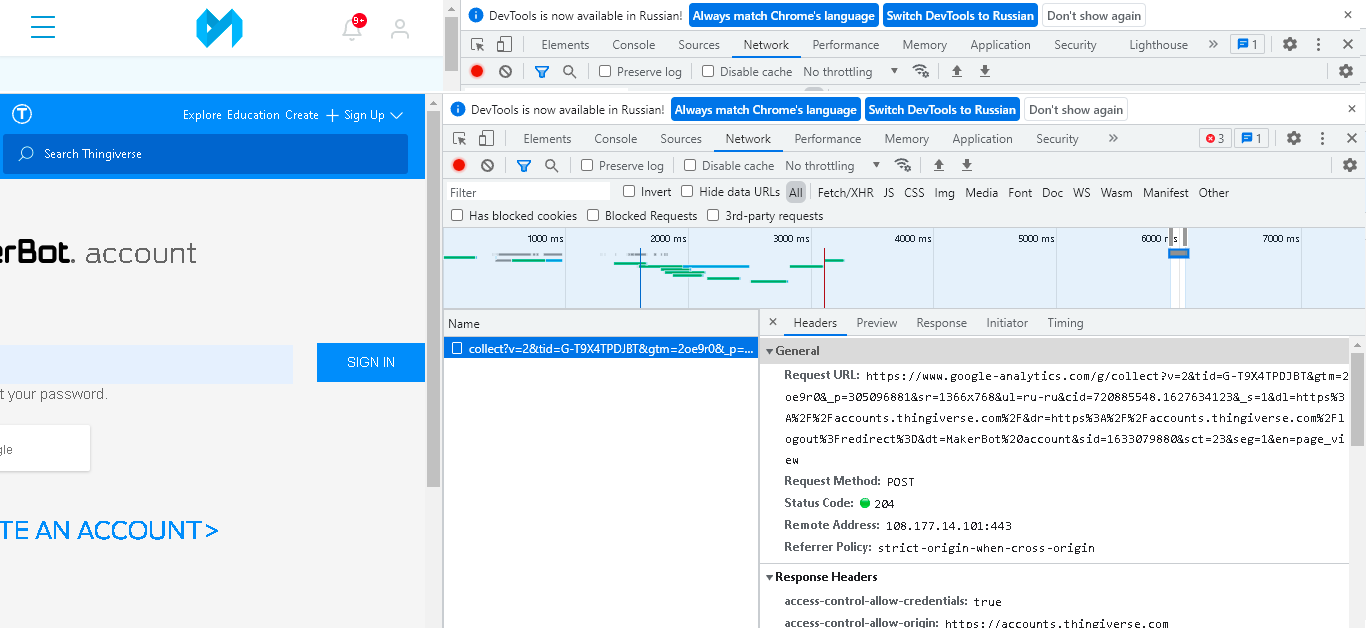 9+
DevTools is now available in Russian! Always match Chrome's language Switch DevTools to Russian Don't show again
Elements Console Sources Network Performance Memory Application Security Lighthouse 1
Preserve log Disable cache No throttling
Explore Education Create + Sign Up
Search Thingiverse
erBot. account
SIGN IN
t your password.
gle
TE AN ACCOUNT>
DevTools is now available in Russian! Always match Chrome's language Switch DevTools to Russian Don't show again
Elements Console Sources Network Performance Memory Application Security 3 1
Preserve log Disable cache No throttling
Filter Invert Hide data URLs All Fetch/XHR JS CSS Img Media Font Doc WS Wasm Manifest Other
Has blocked cookies Blocked Requests 3rd-party requests
1000 ms 2000 ms 3000 ms 4000 ms 5000 ms 6000 ms 7000 ms
Name
collect?v=2&tid=G-T9X4TPDJBT&gtm=2oe9r0&_p=...
Headers Preview Response Initiator Timing
General
Request URL: https://www.google-analytics.com/g/collect?v=2&tid=G-T9X4TPDJBT&gtm=2
oe9r0&_p=305096881&sr=1366x768&ul=ru-ru&cid=720885548.1627634123&_s=1&dl=https%3
A%2F%2Faccounts.thingiverse.com%2F&dr=https%3A%2F%2Faccounts.thingiverse.com%2Fl
ogout%3Fredirect%3D&dt=MakerBot%20account&sid=1633079880&sct=23&seg=1&en=page_vi
ew
Request Method: POST
Status Code: 204
Remote Address: 108.177.14.101:443
Referrer Policy: strict-origin-when-cross-origin
Response Headers
access-control-allow-credentials: true
access-control-allow-origin: https://accounts.thingiverse.com